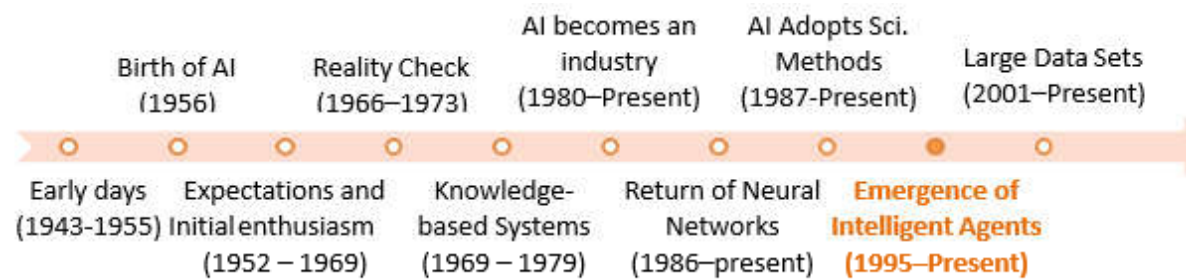 Birth of AI
(1956)
Reality Check
(1966–1973)
AI becomes an
industry
(1980–Present)
AI Adopts Sci.
Methods
(1987-Present)
Large Data Sets
(2001–Present)
Early days
(1943-1955)
Expectations and
Initial enthusiasm
(1952 – 1969)
Knowledge-
based Systems
(1969 – 1979)
Return of Neural
Networks
(1986–present)
Emergence of
Intelligent Agents
(1995–Present)